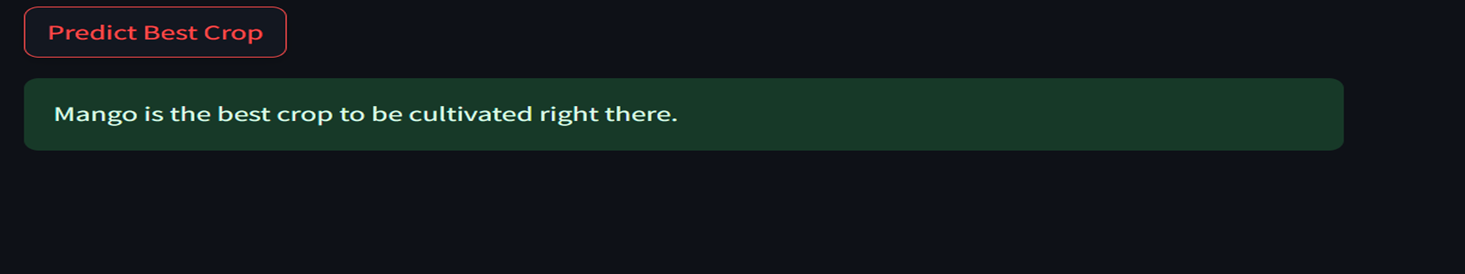 Predict Best Crop
Mango is the best crop to be cultivated right there.